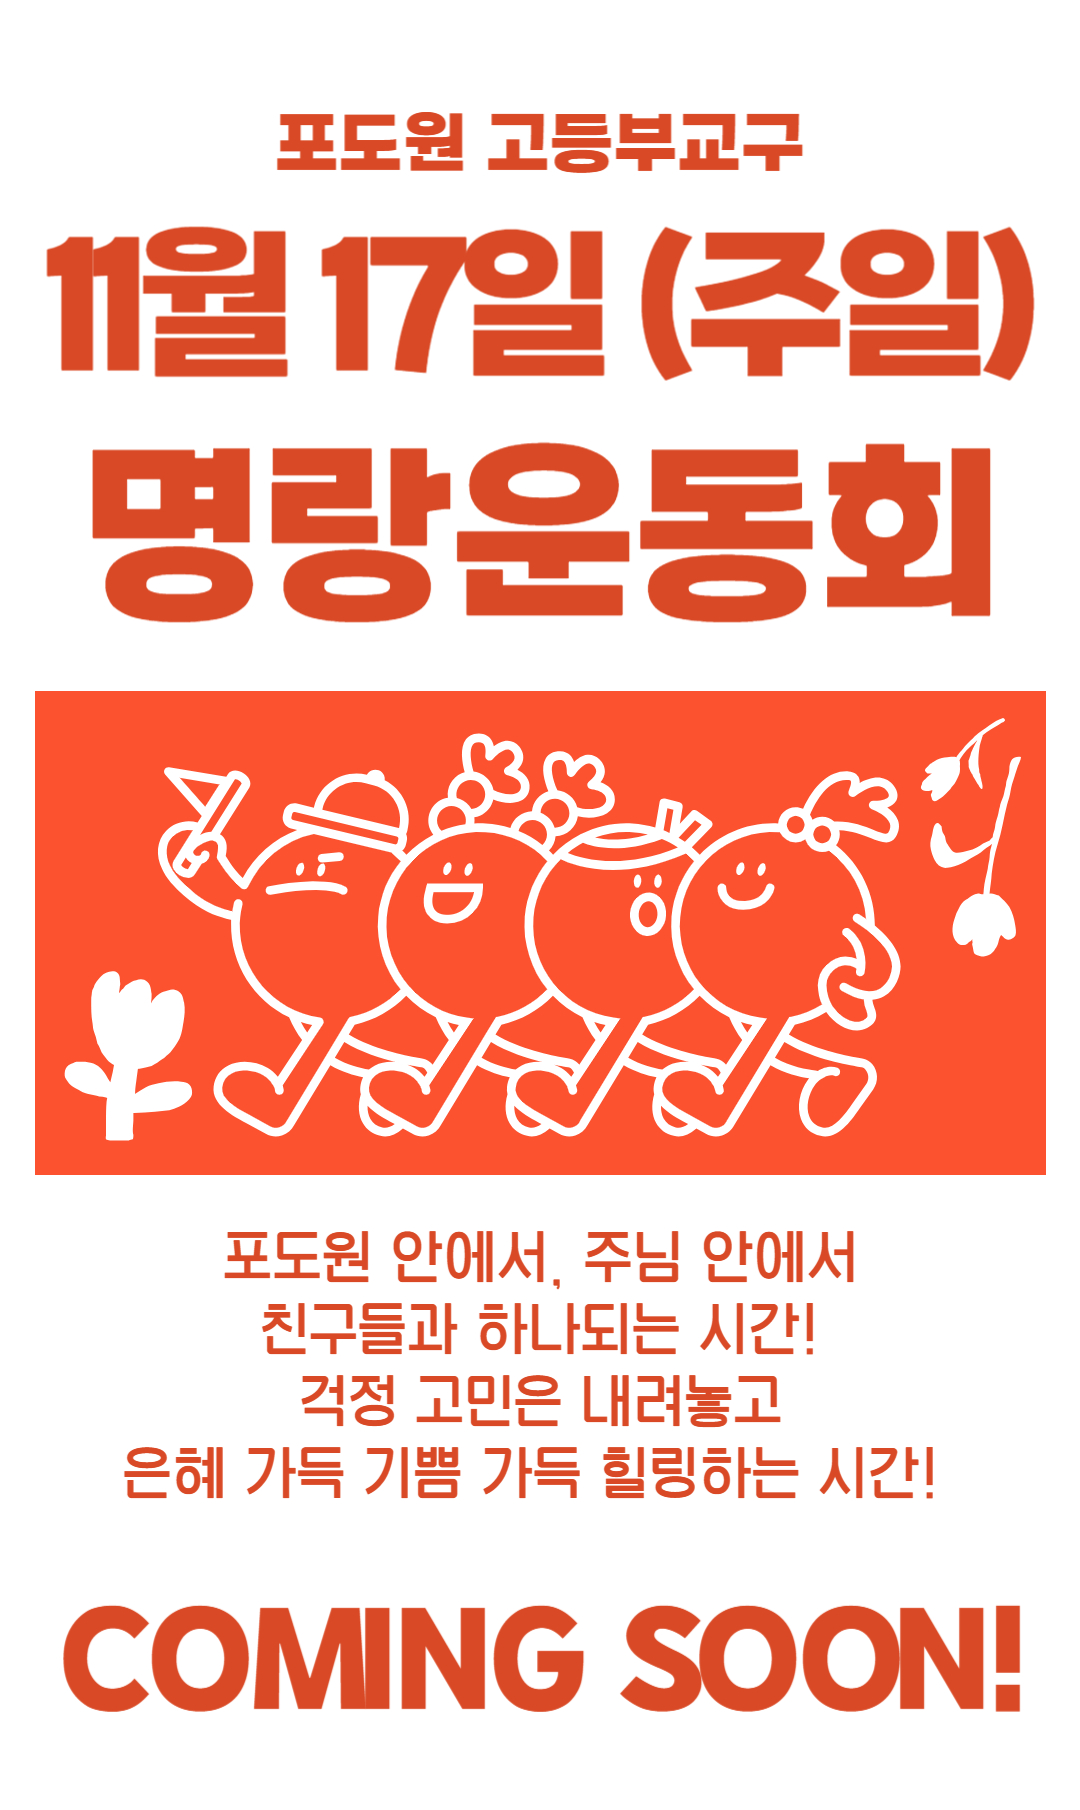 포도원 고등부교구
11월 17일 (주일)
명랑운동회
포도원 안에서, 주님 안에서
친구들과 하나되는 시간!
걱정 고민은 내려놓고
은혜 가득 기쁨 가득 힐링하는 시간!
COMING SOON!